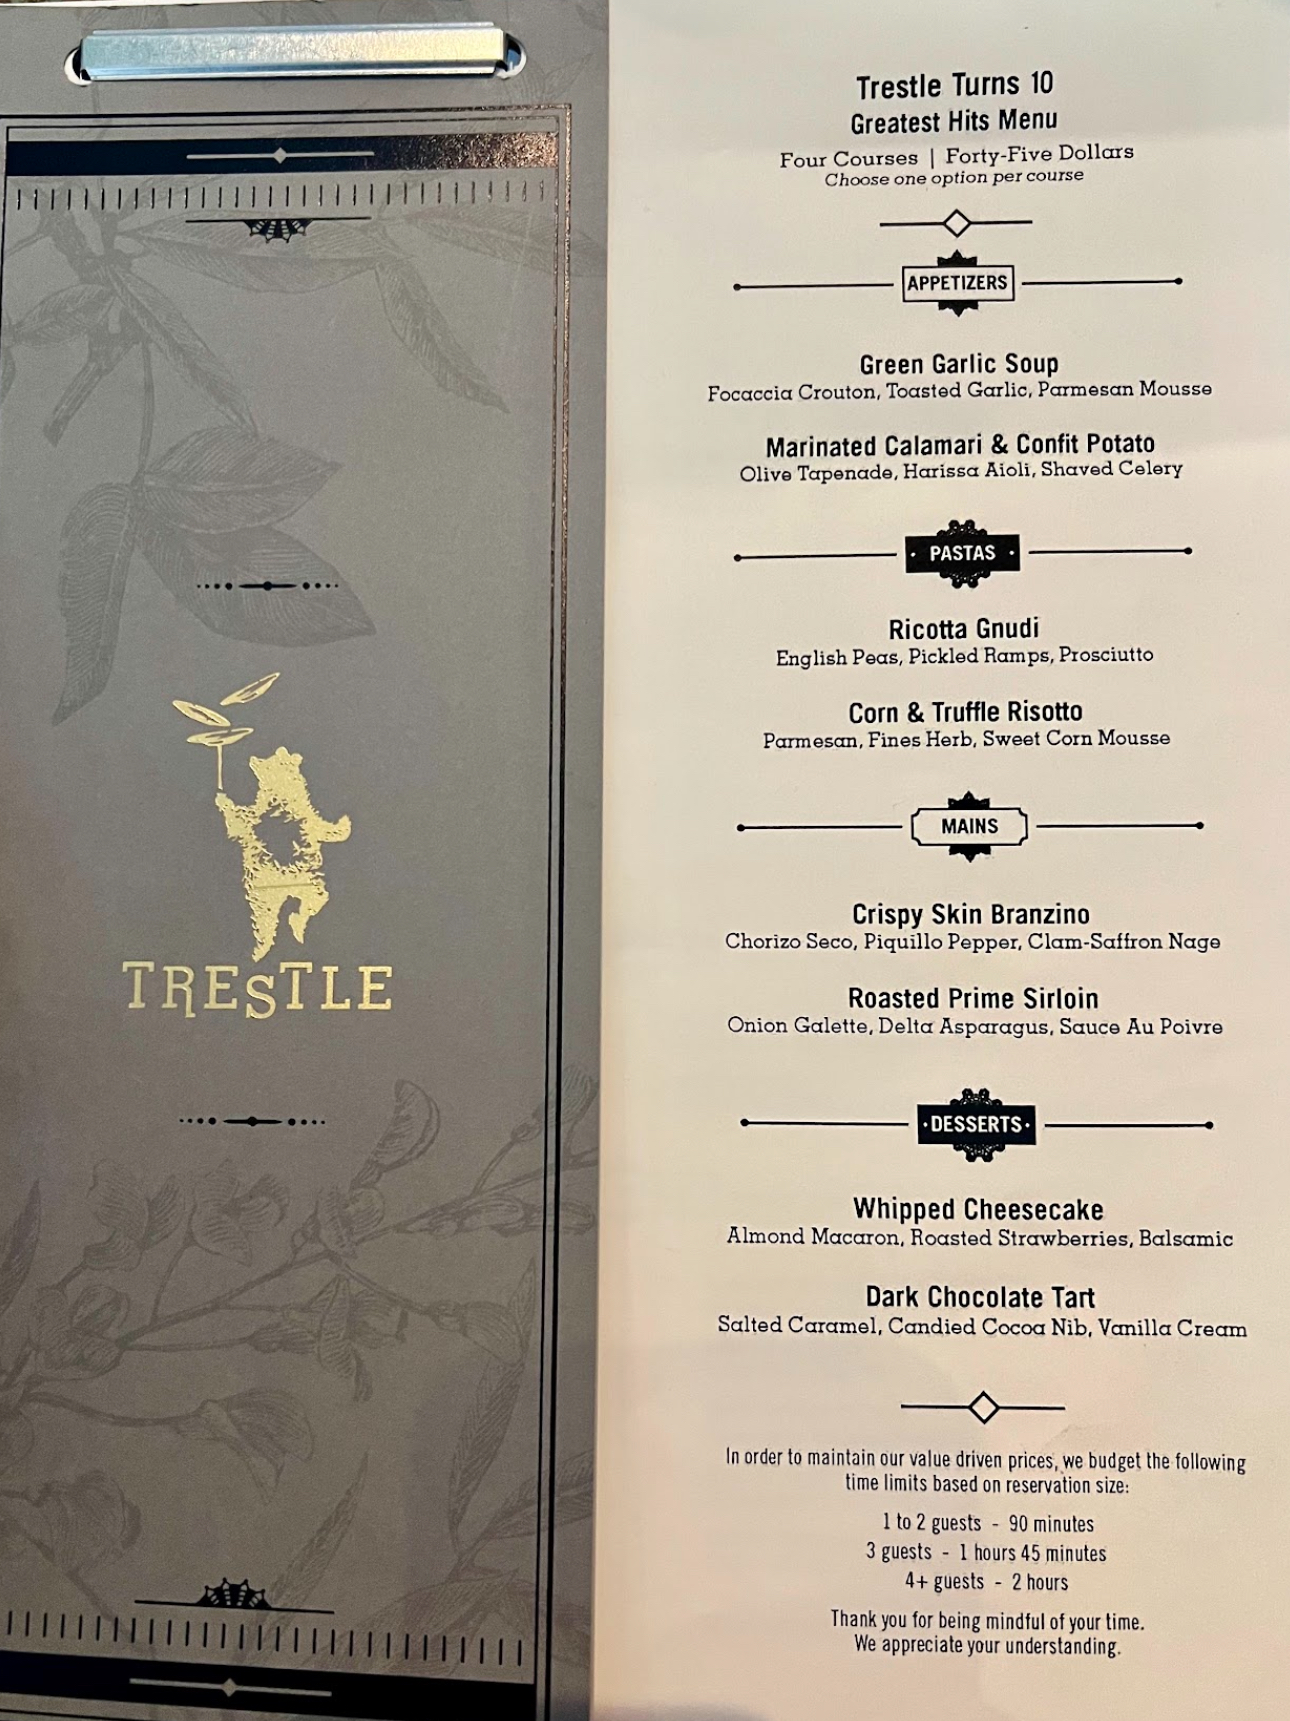 TRESTLE
Trestle Turns 10
Greatest Hits Menu
Four Courses | Forty-Five Dollars
Choose one option per course
APPETIZERS
Green Garlic Soup
Focaccia Crouton, Toasted Garlic, Parmesan Mousse
Marinated Calamari & Confit Potato
Olive Tapenade, Harissa Aioli, Shaved Celery
· PASTAS ·
Ricotta Gnudi
English Peas, Pickled Ramps, Prosciutto
Corn & Truffle Risotto
Parmesan, Fines Herb, Sweet Corn Mousse
MAINS
Crispy Skin Branzino
Chorizo Seco, Piquillo Pepper, Clam-Saffron Nage
Roasted Prime Sirloin
Onion Galette, Delta Asparagus, Sauce Au Poivre
· DESSERTS ·
Whipped Cheesecake
Almond Macaron, Roasted Strawberries, Balsamic
Dark Chocolate Tart
Salted Caramel, Candied Cocoa Nib, Vanilla Cream
In order to maintain our value driven prices, we budget the following
time limits based on reservation size:
1 to 2 guests - 90 minutes
3 guests - 1 hours 45 minutes
4+ guests - 2 hours
Thank you for being mindful of your time.
We appreciate your understanding.